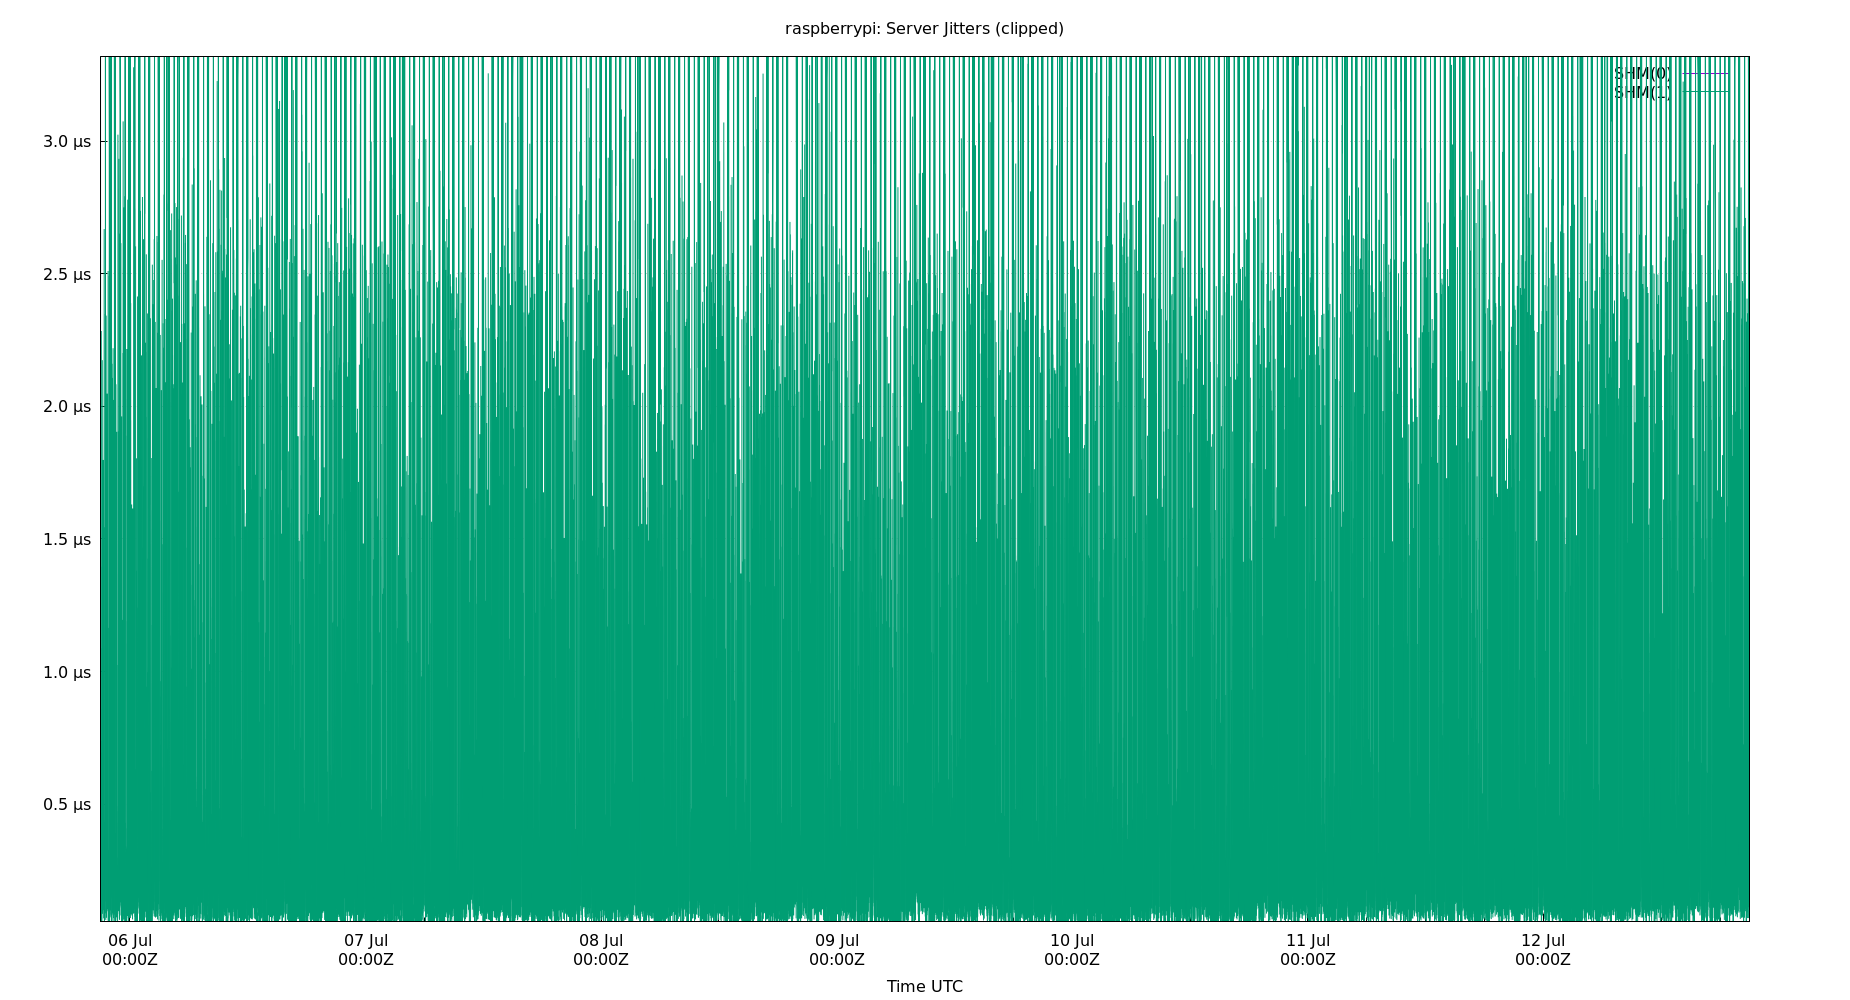 raspberrypi: Server Jitters (clipped)
SHM(0)
SHM(1)
3.0 µs
2.5 µs
2.0 µs
1.5 µs
1.0 µs
0.5 µs
06 Jul 07 Jul 08 Jul 09 Jul 10 Jul 11 Jul 12 Jul
00:00Z 00:00Z 00:00Z 00:00Z 00:00Z 00:00Z 00:00Z
Time UTC